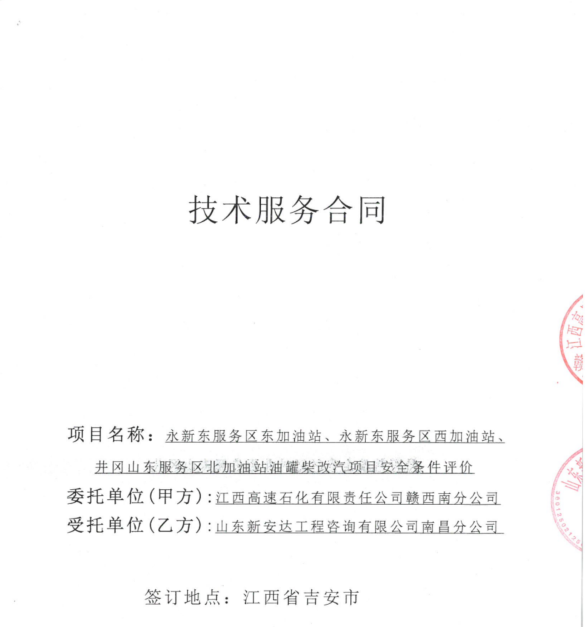 技术服务合同
江西高
项目名称：永新东服务区东加油站、永新东服务区西加油站、
井冈山东服务区北加油站油罐柴改汽项目安全条件评价
委托单位(甲方)：江西高速石化有限责任公司赣西南分公司
受托单位(乙方)：山东新安达工程咨询有限公司南昌分公司
山东
签订地点：江西省吉安市